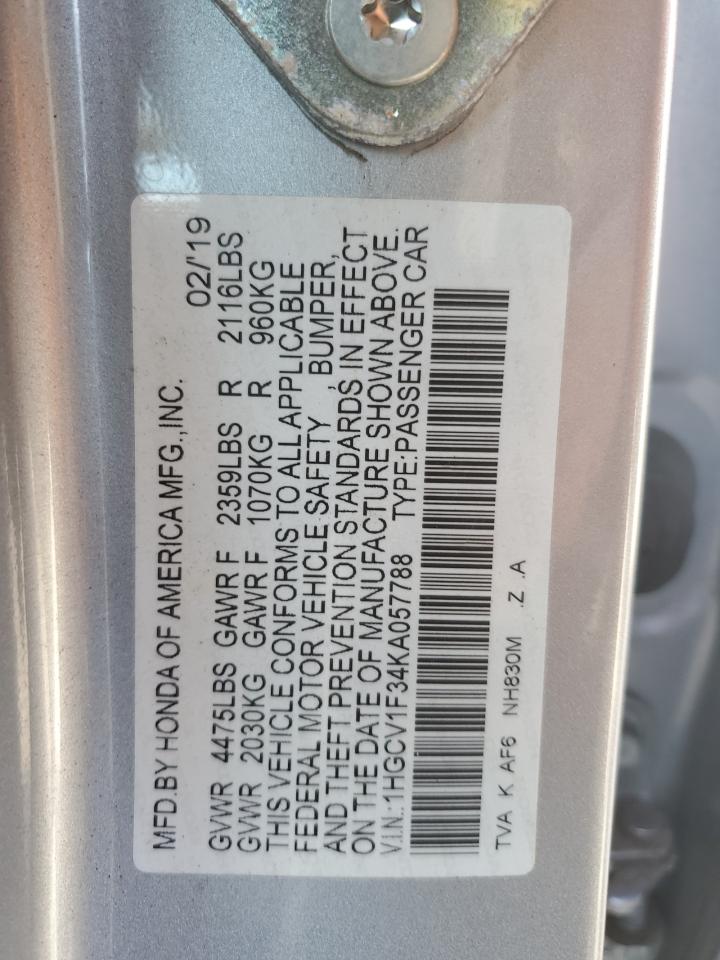 MFD.BY HONDA OF AMERICA MFG.,INC. 02/'19
GVWR 4475LBS GAWR F 2359LBS R 2116LBS
GVWR 2030KG GAWR F 1070KG R 960KG
THIS VEHICLE CONFORMS TO ALL APPLICABLE
FEDERAL MOTOR VEHICLE SAFETY , BUMPER,
AND THEFT PREVENTION STANDARDS IN EFFECT
ON THE DATE OF MANUFACTURE SHOWN ABOVE.
V.I.N.:1HGCV1F34KA057788 TYPE:PASSENGER CAR
TVA K AF6 NH830M .Z .A